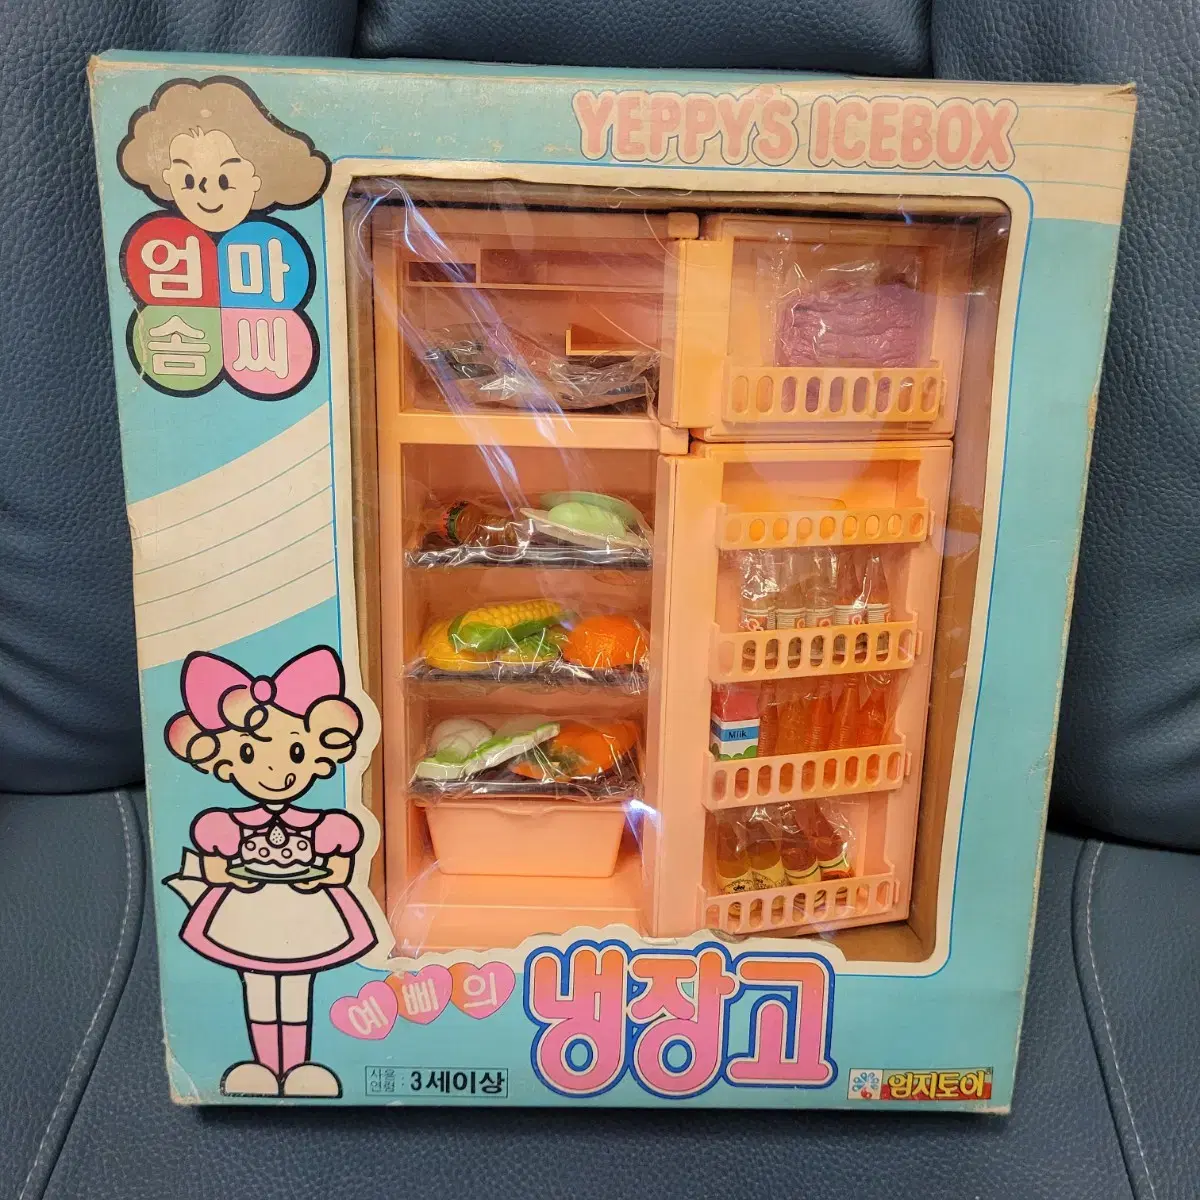 YEPPY'S ICEBOX
엄마
솜씨
Milk
예삐의 냉장고
사용연령 : 3세이상
엄지토이